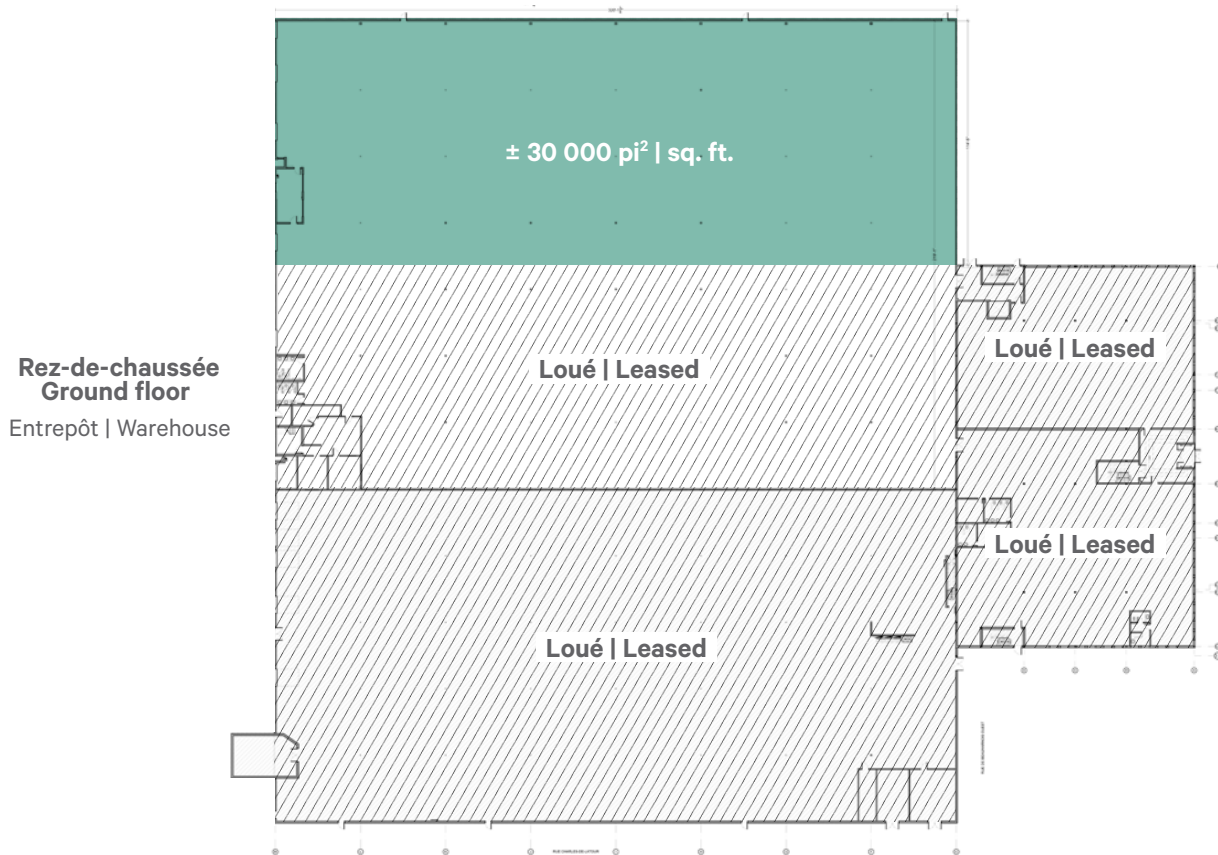 ± 30 000 pi² | sq. ft.
Rez-de-chaussée
Ground floor
Entrepôt | Warehouse
Loué | Leased
Loué | Leased
Loué | Leased
Loué | Leased